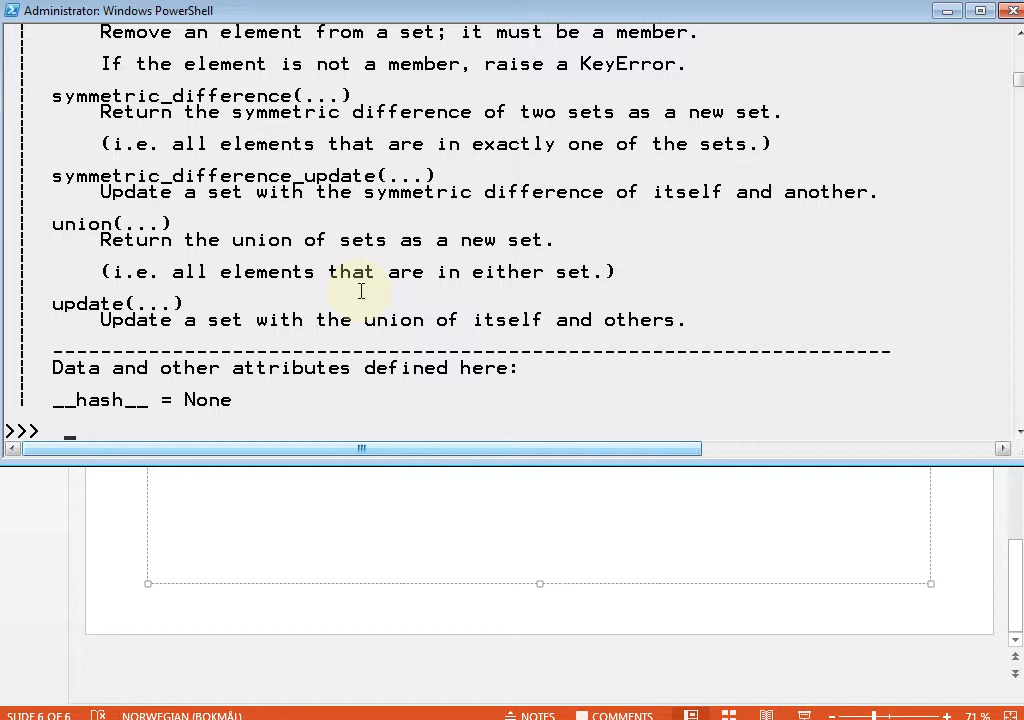 Administrator: Windows PowerShell
Remove an element from a set; it must be a member.
If the element is not a member, raise a KeyError.
symmetric_difference(...)
Return the symmetric difference of two sets as a new set.
(i.e. all elements that are in exactly one of the sets.)
symmetric_difference_update(...)
Update a set with the symmetric difference of itself and another.
union(...)
Return the union of sets as a new set.
(i.e. all elements that are in either set.)
update(...)
Update a set with the union of itself and others.
----------------------------------------------------------------------
Data and other attributes defined here:
__hash__ = None
>>> _
SLIDE 6 OF 6 NORWEGIAN (BOKMÅL) NOTES COMMENTS 71 %